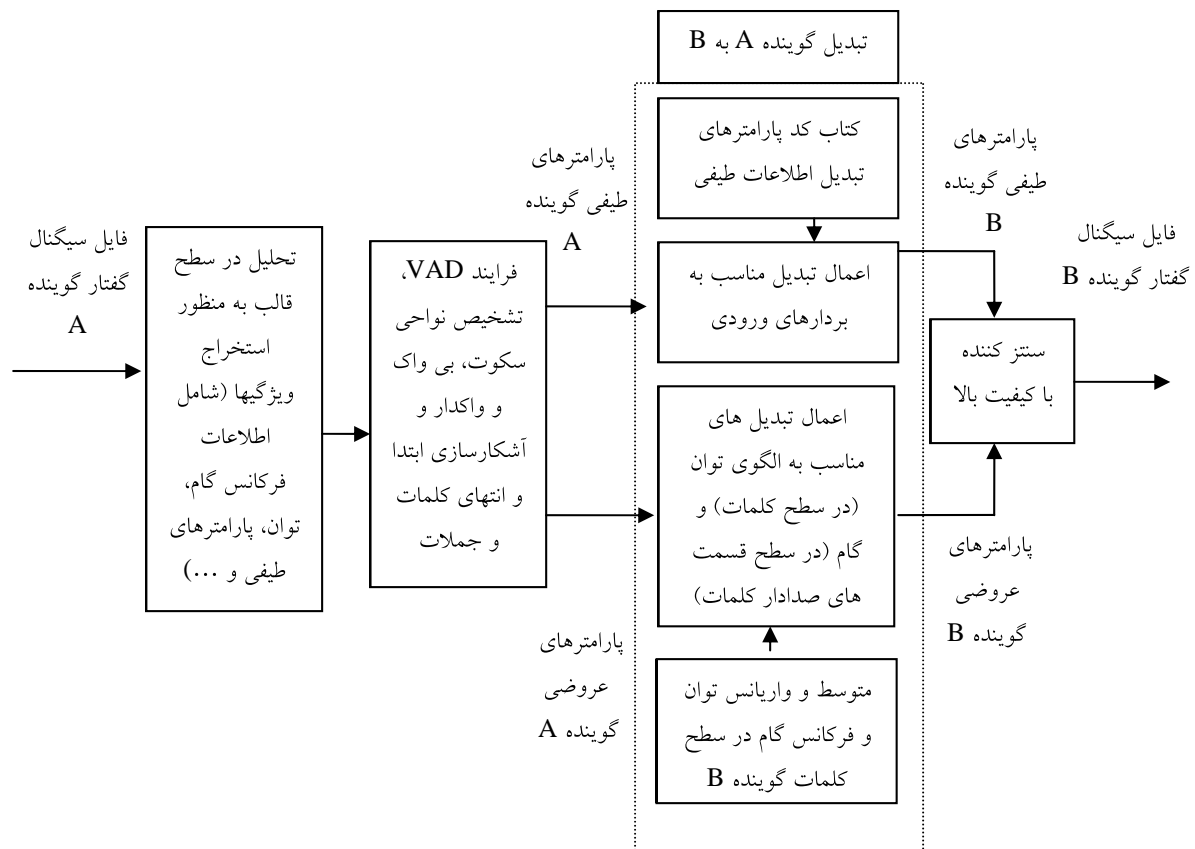 تبدیل گوینده A به B
کتاب کد پارامترهای
تبدیل اطلاعات طیفی
پارامترهای
طیفی گوینده
A
پارامترهای
طیفی گوینده
B
فایل سیگنال
گفتار گوینده
A
تحلیل در سطح
قالب به منظور
استخراج
ویژگیها (شامل
اطلاعات
فرکانس گام،
توان، پارامترهای
طیفی و ...)
فرایند VAD،
تشخیص نواحی
سکوت، بی واک
و واکدار و
آشکارسازی ابتدا
و انتهای کلمات
و جملات
اعمال تبدیل مناسب به
بردارهای ورودی
اعمال تبدیل های
مناسب به الگوی توان
(در سطح کلمات) و
گام (در سطح قسمت
های صدادار کلمات)
سنتز کننده
با کیفیت بالا
فایل سیگنال
گفتار گوینده B
پارامترهای
عروضی
گوینده A
متوسط و واریانس توان
و فرکانس گام در سطح
کلمات گوینده B
پارامترهای
عروضی
گوینده B